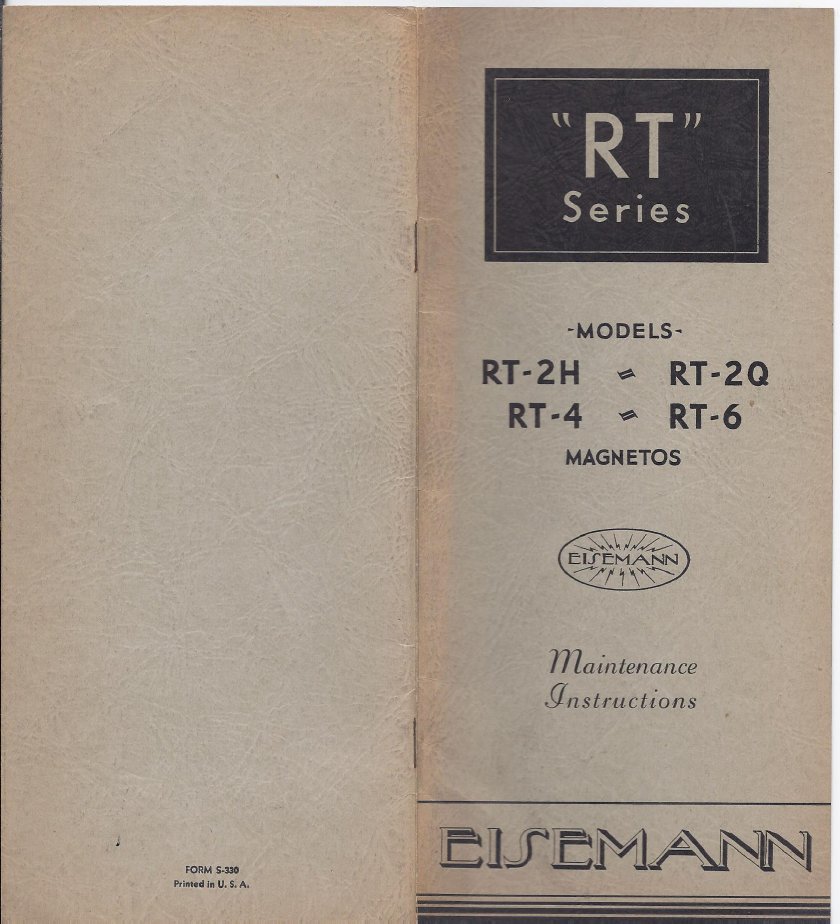 "RT"
Series
-MODELS-
RT-2H ~ RT-2Q
RT-4 ~ RT-6
MAGNETOS
EISEMANN
Maintenance
Instructions
EISEMANN
FORM S-330
Printed in U. S. A.